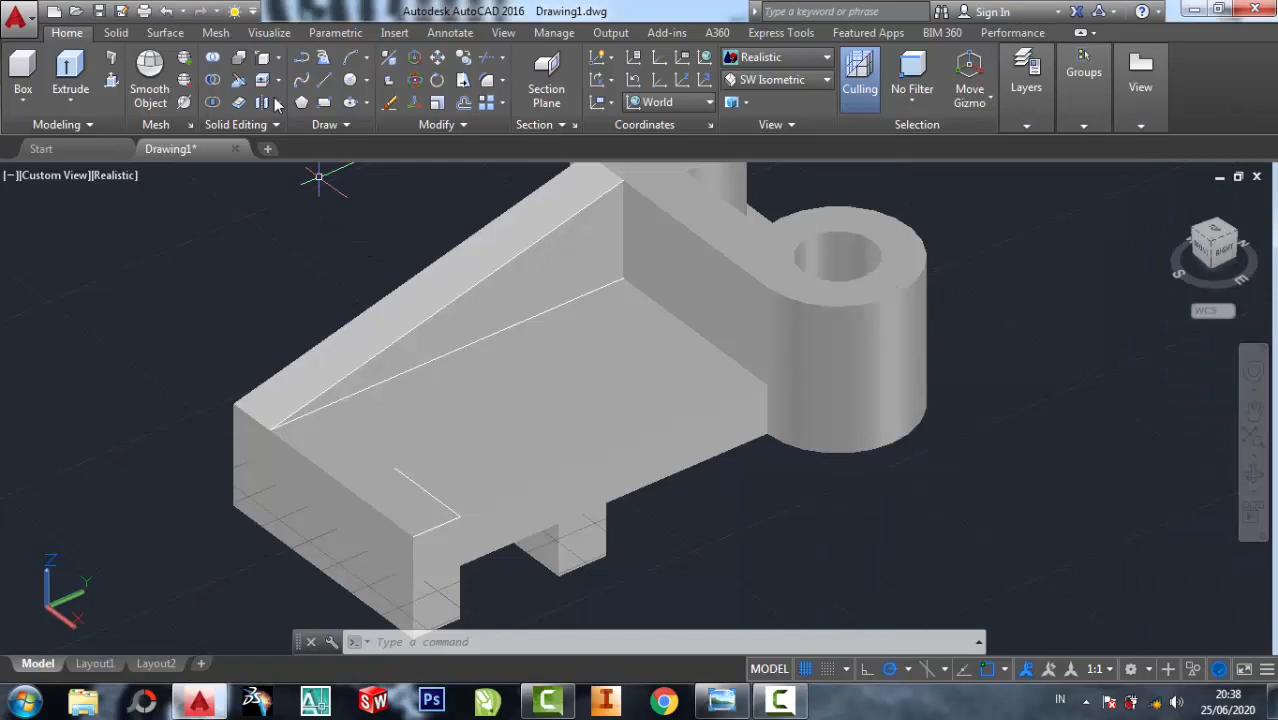 Autodesk AutoCAD 2016 Drawing1.dwg
Type a keyword or phrase
Sign In
Home Solid Surface Mesh Visualize Parametric Insert Annotate View Manage Output Add-ins A360 Express Tools Featured Apps BIM 360 Performance
Realistic
SW Isometric
World
Box
Extrude
Smooth
Object
Section
Plane
Culling
No Filter
Move
Gizmo
Layers
Groups
View
Modeling
Mesh
Solid Editing
Draw
Modify
Section
Coordinates
View
Selection
Start
Drawing1*
[−][Custom View][Realistic]
RIGHT
N
S
E
WCS
Z
Y
X
Type a command
Model
Layout1
Layout2
MODEL
1:1
SW
Ps
IN
20:38
25/06/2020